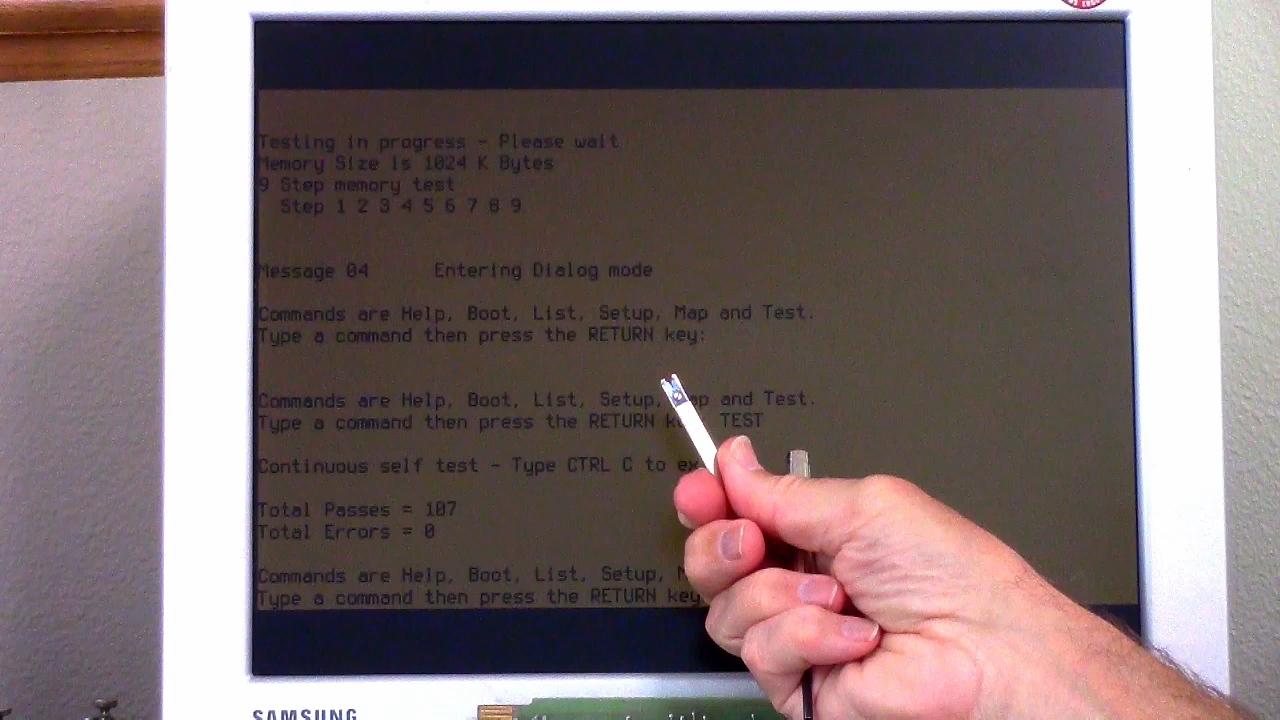 Testing in progress - Please wait
Memory Size is 1024 K Bytes
9 Step memory test
Step 1 2 3 4 5 6 7 8 9
Message 04 Entering Dialog mode
Commands are Help, Boot, List, Setup, Map and Test.
Type a command then press the RETURN key:
Commands are Help, Boot, List, Setup, and Test.
Type a command then press the RETURN TEST
Continuous self test - Type CTRL C to
Total Passes = 107
Total Errors = 0
Commands are Help, Boot, List, Setup,
Type a command then press the RETURN key
SAMSUNG